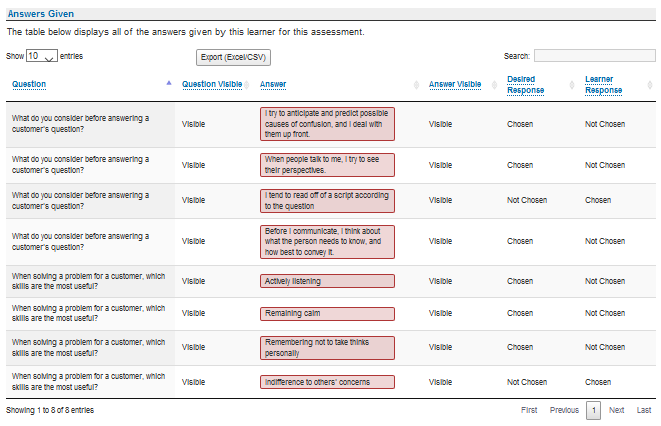 Answers Given
The table below displays all of the answers given by this learner for this assessment.
Show 10 entries Export (Excel/CSV) Search:
Question Question Visible Answer Answer Visible Desired Response Learner Response
What do you consider before answering a customer's question? Visible I try to anticipate and predict possible causes of confusion, and I deal with them up front. Visible Chosen Not Chosen
What do you consider before answering a customer's question? Visible When people talk to me, I try to see their perspectives. Visible Chosen Not Chosen
What do you consider before answering a customer's question? Visible I tend to read off of a script according to the question Visible Not Chosen Chosen
What do you consider before answering a customer's question? Visible Before I communicate, I think about what the person needs to know, and how best to convey it. Visible Chosen Not Chosen
When solving a problem for a customer, which skills are the most useful? Visible Actively listening Visible Chosen Not Chosen
When solving a problem for a customer, which skills are the most useful? Visible Remaining calm Visible Chosen Not Chosen
When solving a problem for a customer, which skills are the most useful? Visible Remembering not to take thinks personally Visible Chosen Not Chosen
When solving a problem for a customer, which skills are the most useful? Visible Indifference to others' concerns Visible Not Chosen Chosen
Showing 1 to 8 of 8 entries First Previous 1 Next Last